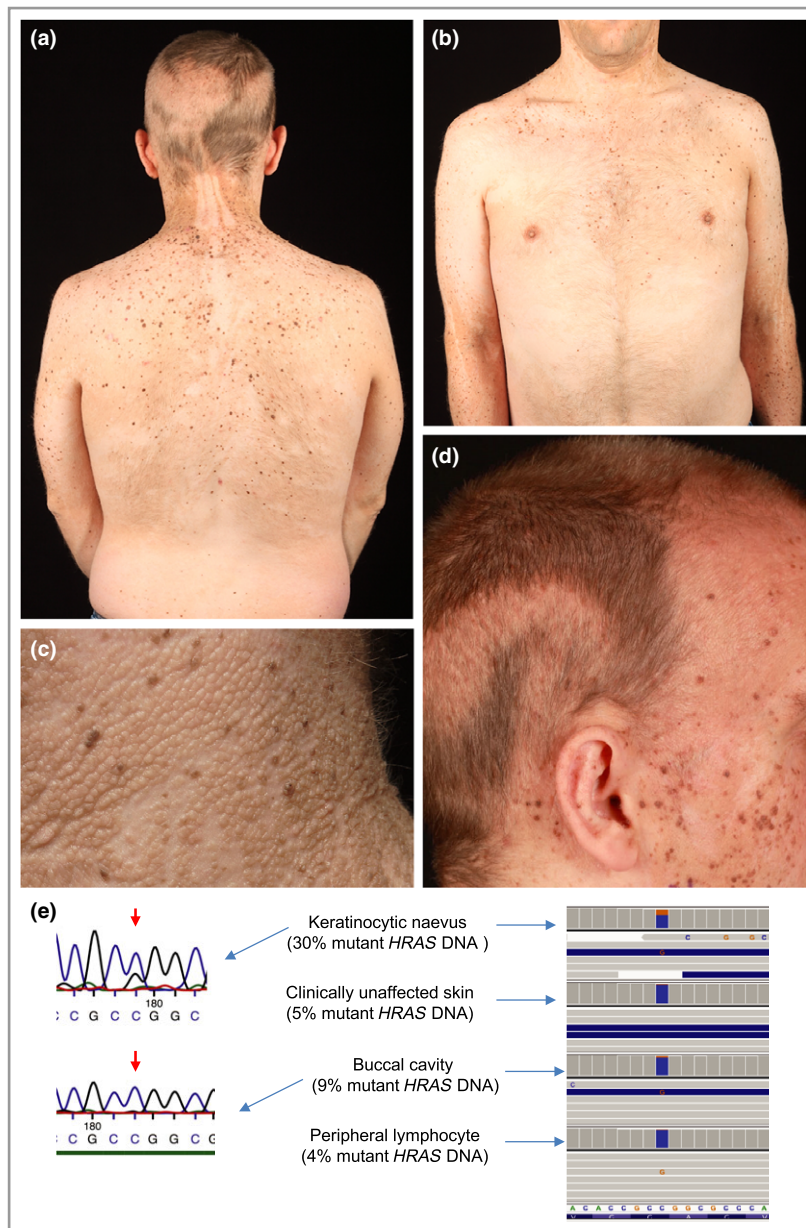 (a)
(b)
(c)
(d)
(e)
Keratinocytic naevus
(30% mutant HRAS DNA )
180
C C G C C G G C
Clinically unaffected skin
(5% mutant HRAS DNA)
Buccal cavity
(9% mutant HRAS DNA)
180
C C G C C G G C G
Peripheral lymphocyte
(4% mutant HRAS DNA)
C G G C
G
C
G
G
A C A C C G C C G G C G C C C A